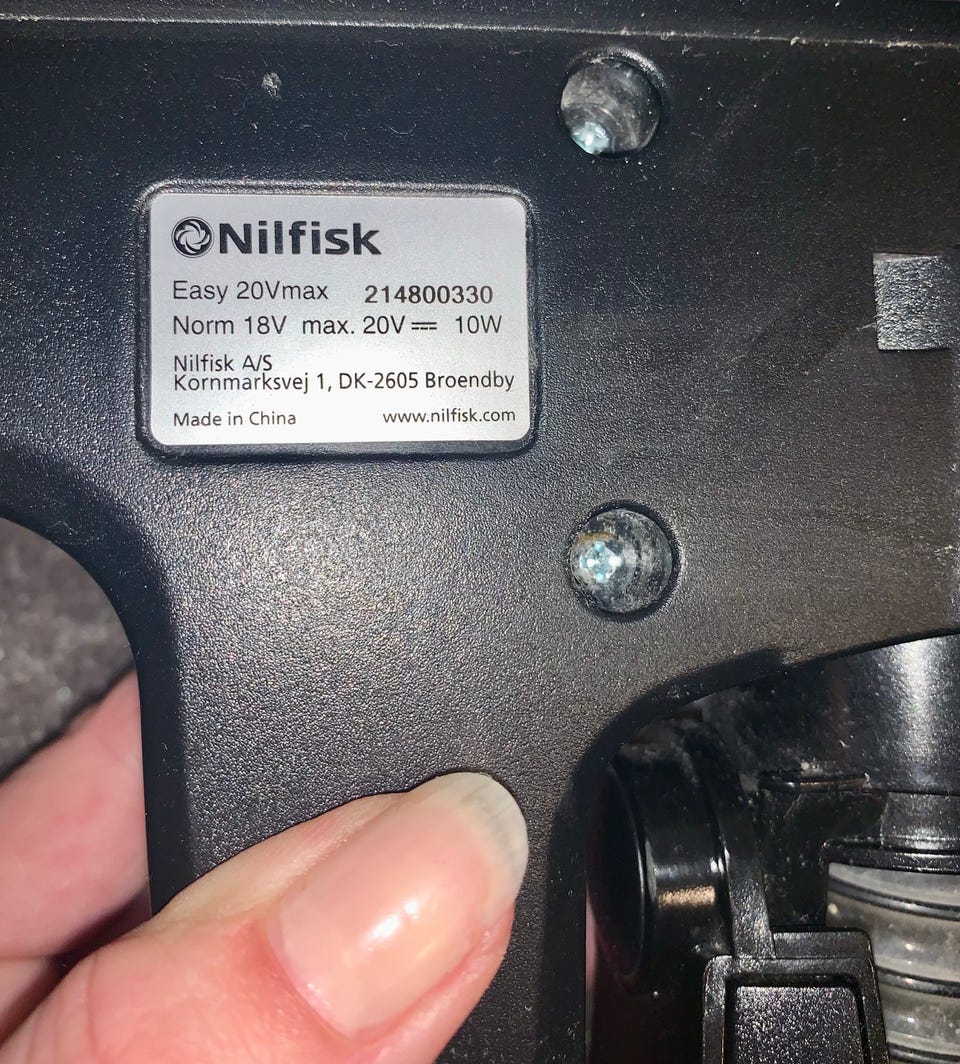 Nilfisk
Easy 20Vmax 214800330
Norm 18V max. 20V 10W
Nilfisk A/S
Kornmarksvej 1, DK-2605 Broendby
Made in China www.nilfisk.com